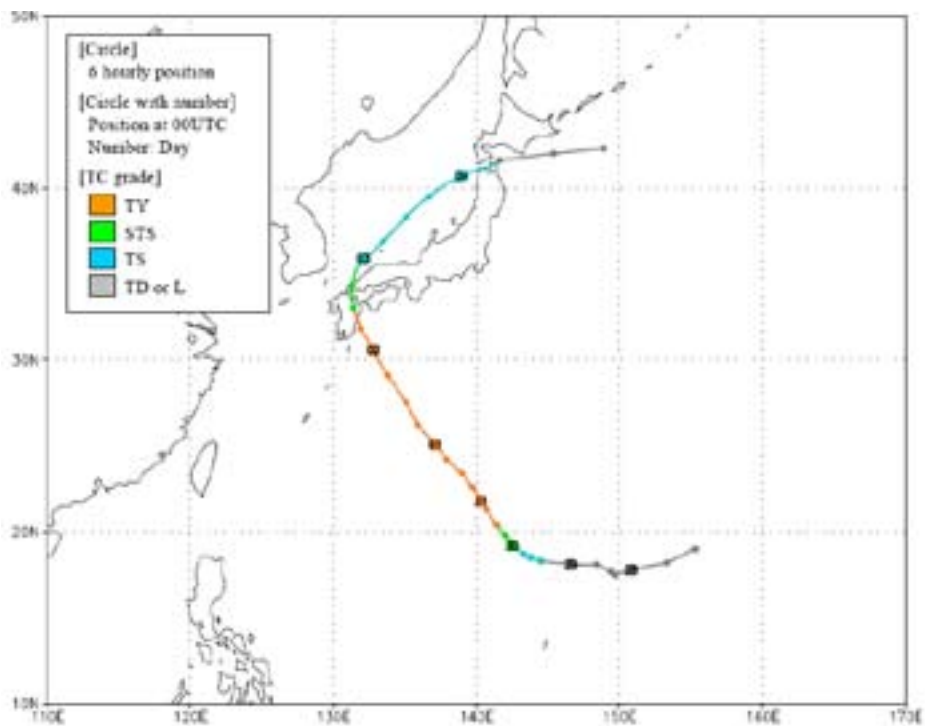 50N
[Circle]
6 hourly position
[Circle with number]
Position at 00UTC
Number: Day
[TC grade]
TY
STS
TS
TD or L
40N
30N
20N
10N
110E 120E 130E 140E 150E 160E 170E